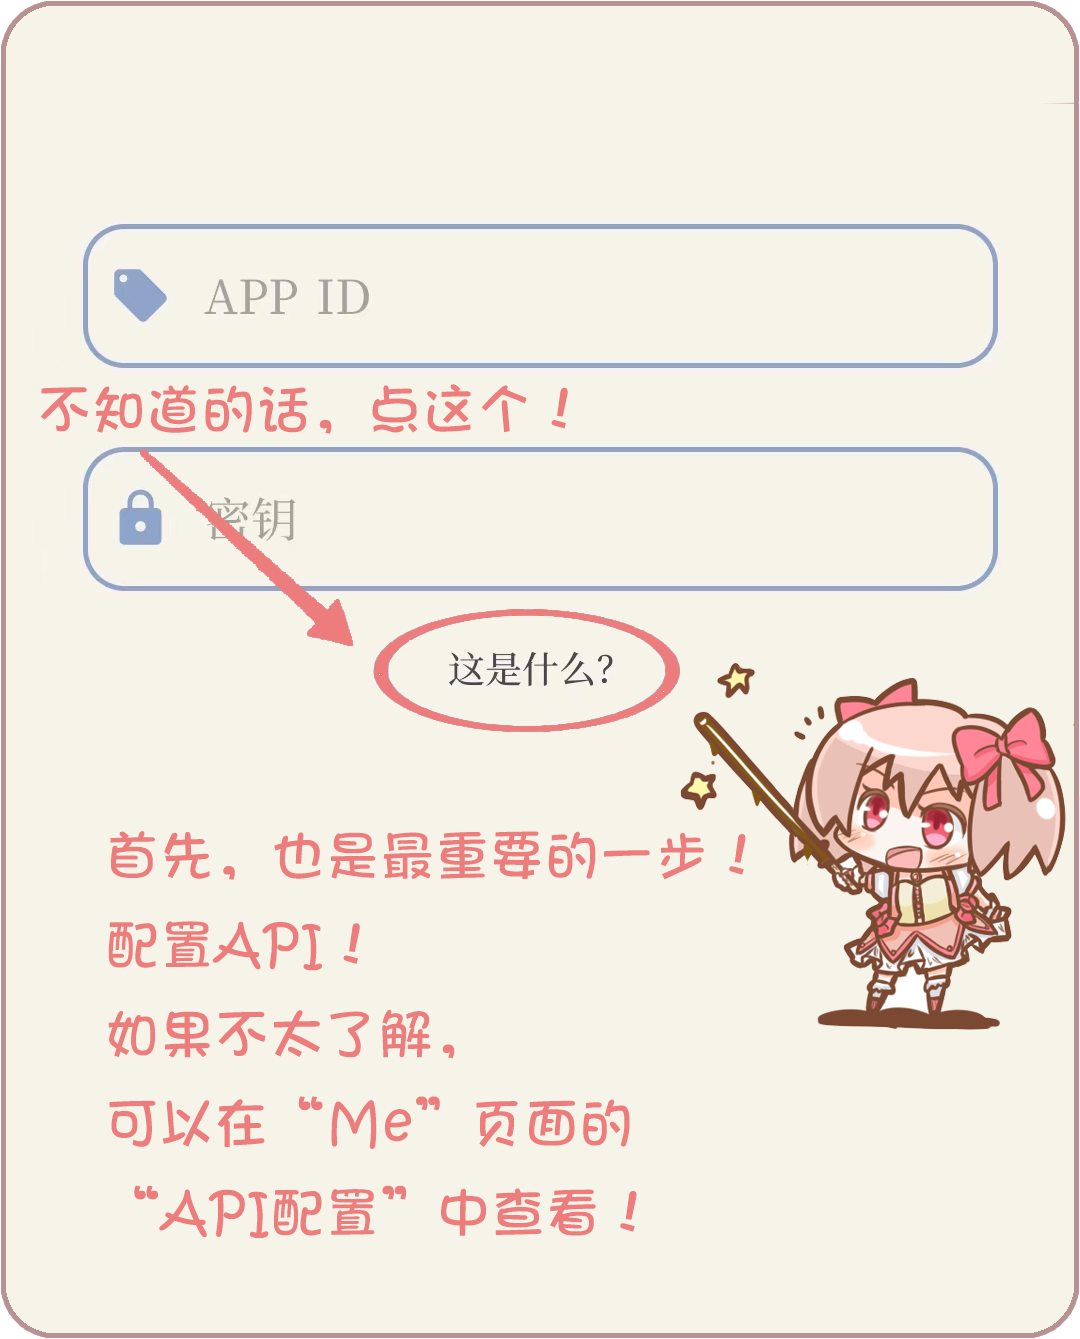 APP ID
不知道的话，点这个！
密钥
这是什么？
首先，也是最重要的一步！
配置API！
如果不太了解，
可以在“Me”页面的
“API配置”中查看！